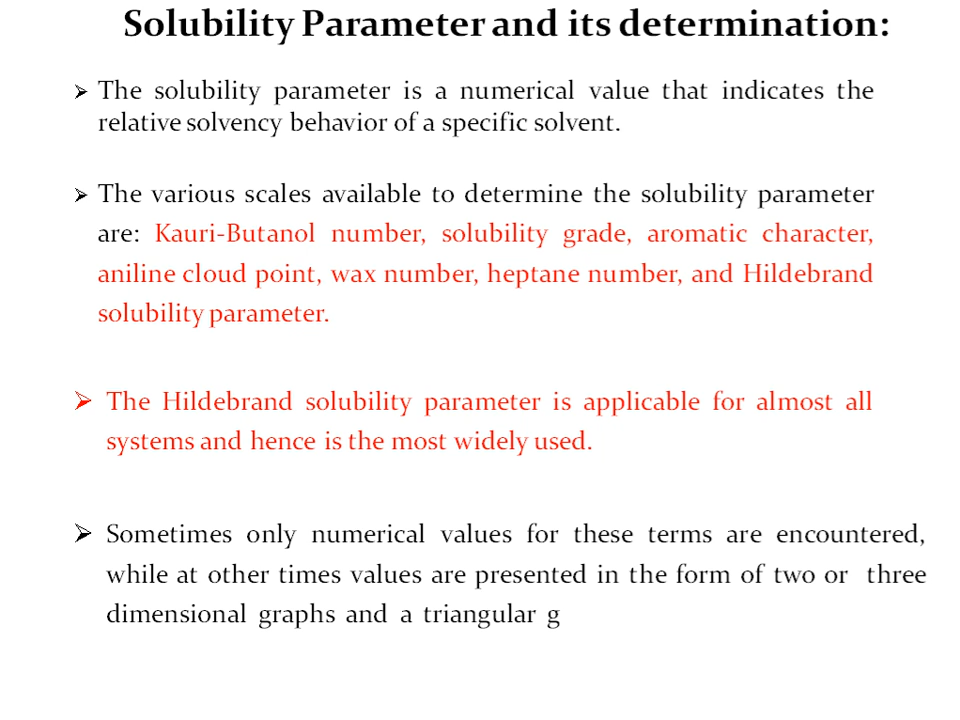 Solubility Parameter and its determination:
➢ The solubility parameter is a numerical value that indicates the
relative solvency behavior of a specific solvent.
➢ The various scales available to determine the solubility parameter
are: Kauri-Butanol number, solubility grade, aromatic character,
aniline cloud point, wax number, heptane number, and Hildebrand
solubility parameter.
➢ The Hildebrand solubility parameter is applicable for almost all
systems and hence is the most widely used.
➢ Sometimes only numerical values for these terms are encountered,
while at other times values are presented in the form of two or three
dimensional graphs and a triangular g